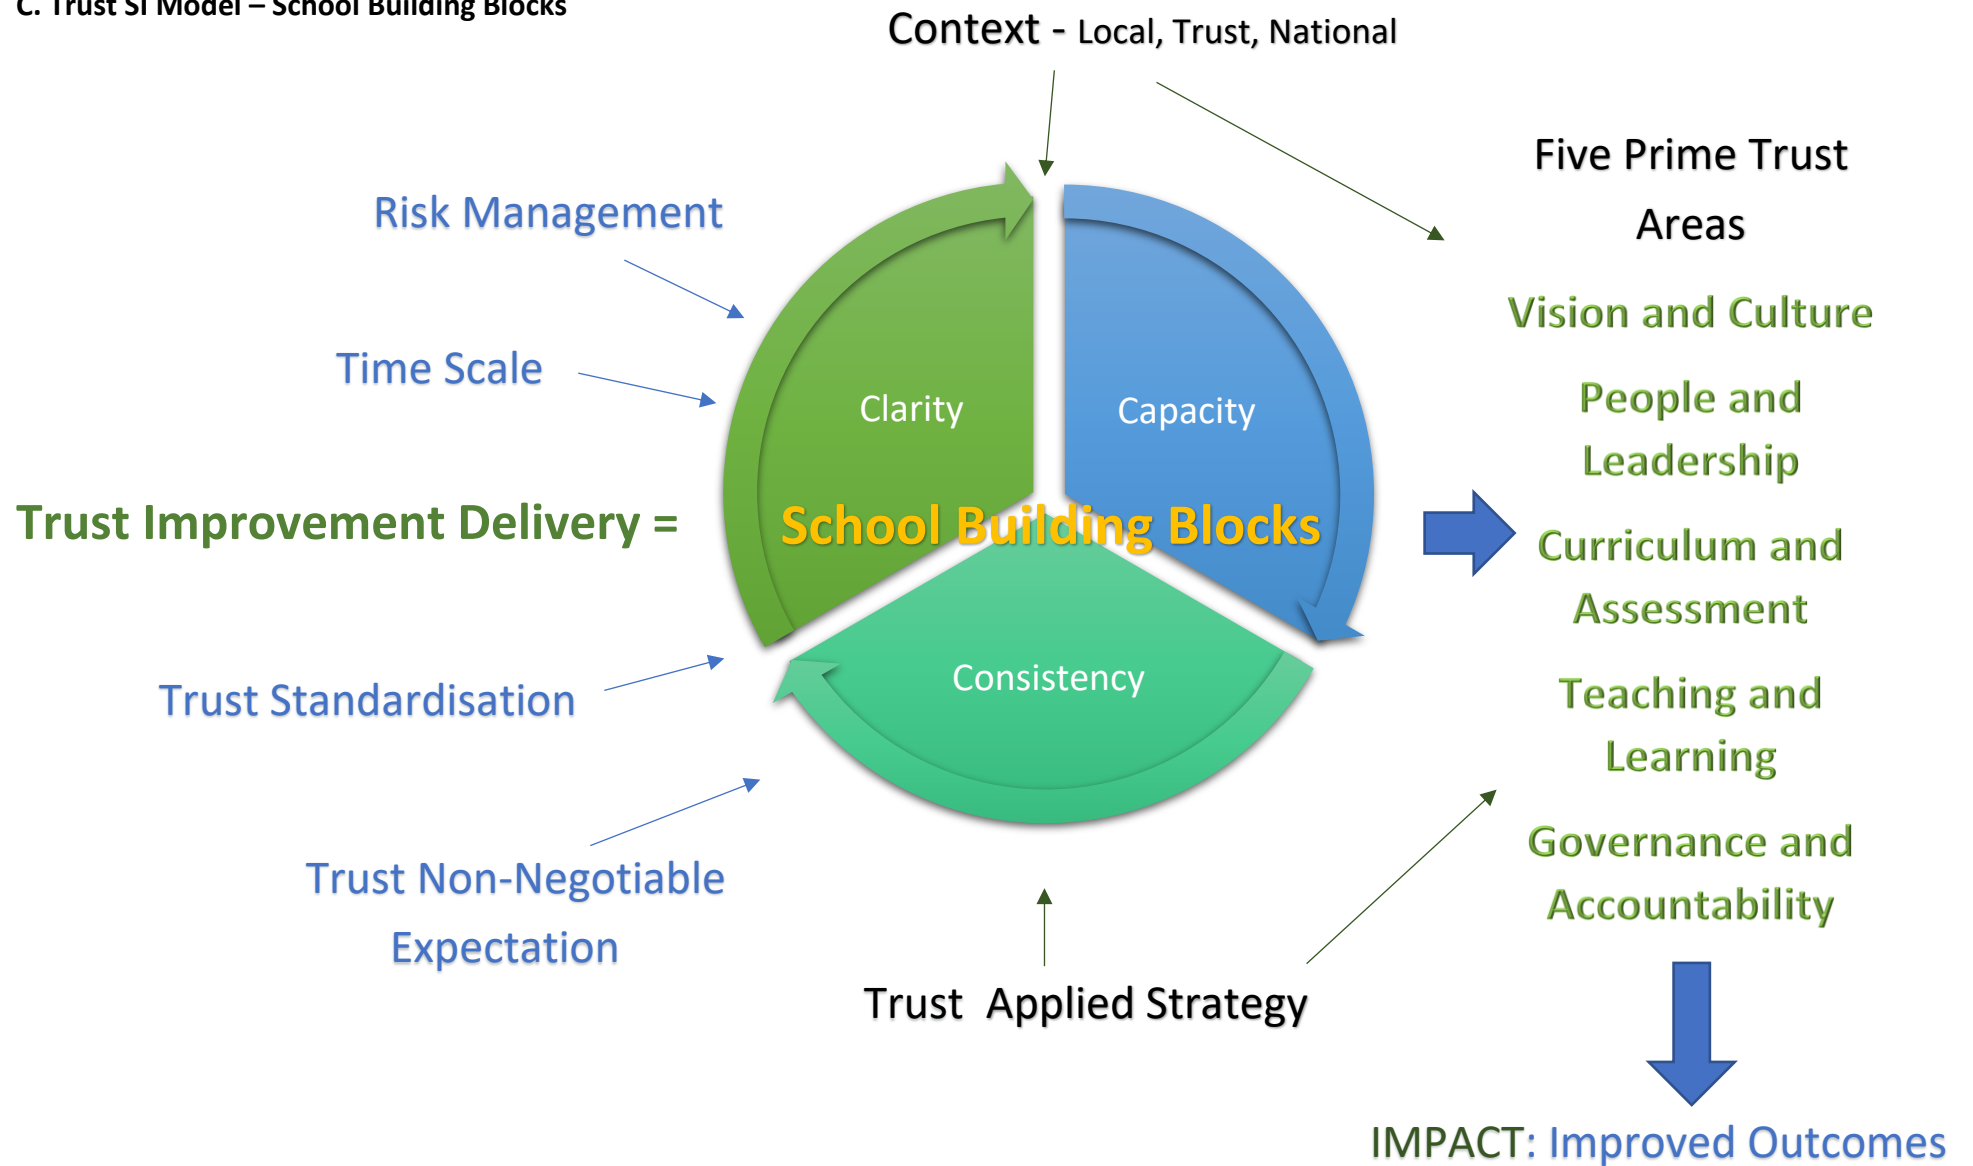 C. Trust SI Model – School Building Blocks
Context - Local, Trust, National
Five Prime Trust
Areas
Risk Management
Time Scale
Clarity
Capacity
Vision and Culture
People and
Leadership
Trust Improvement Delivery =
School Building Blocks
Curriculum and
Assessment
Trust Standardisation
Consistency
Teaching and
Learning
Trust Non-Negotiable
Expectation
Governance and
Accountability
Trust  Applied Strategy
IMPACT: Improved Outcomes